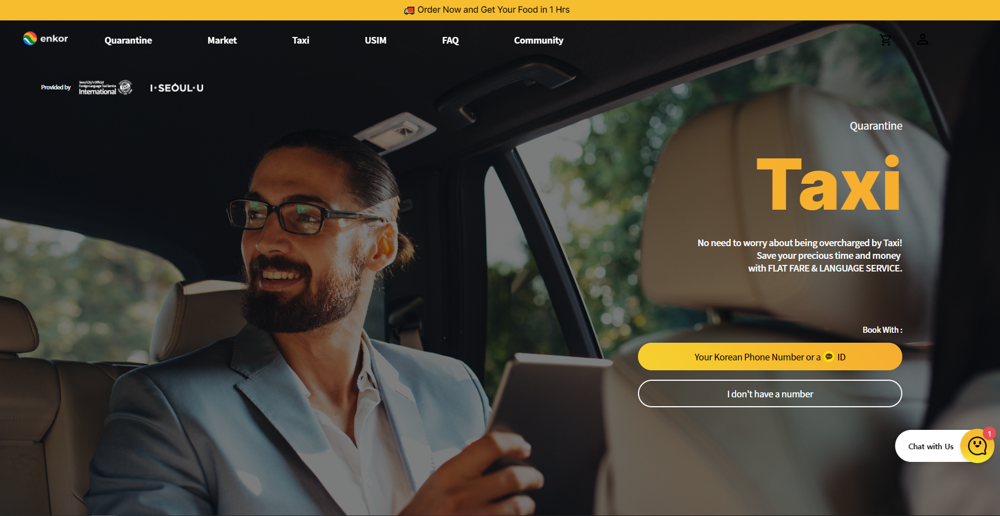 Order Now and Get Your Food in 1 Hrs
enkor
Quarantine
Market
Taxi
USIM
FAQ
Community
Provided by
Seoul City's Official
Foreign-Language Taxi Service
International
TAXI
I·SEOUL·U
Quarantine
Taxi
No need to worry about being overcharged by Taxi!
Save your precious time and money
with FLAT FARE & LANGUAGE SERVICE.
Book With :
Your Korean Phone Number or a ID
I don't have a number
1
Chat with Us